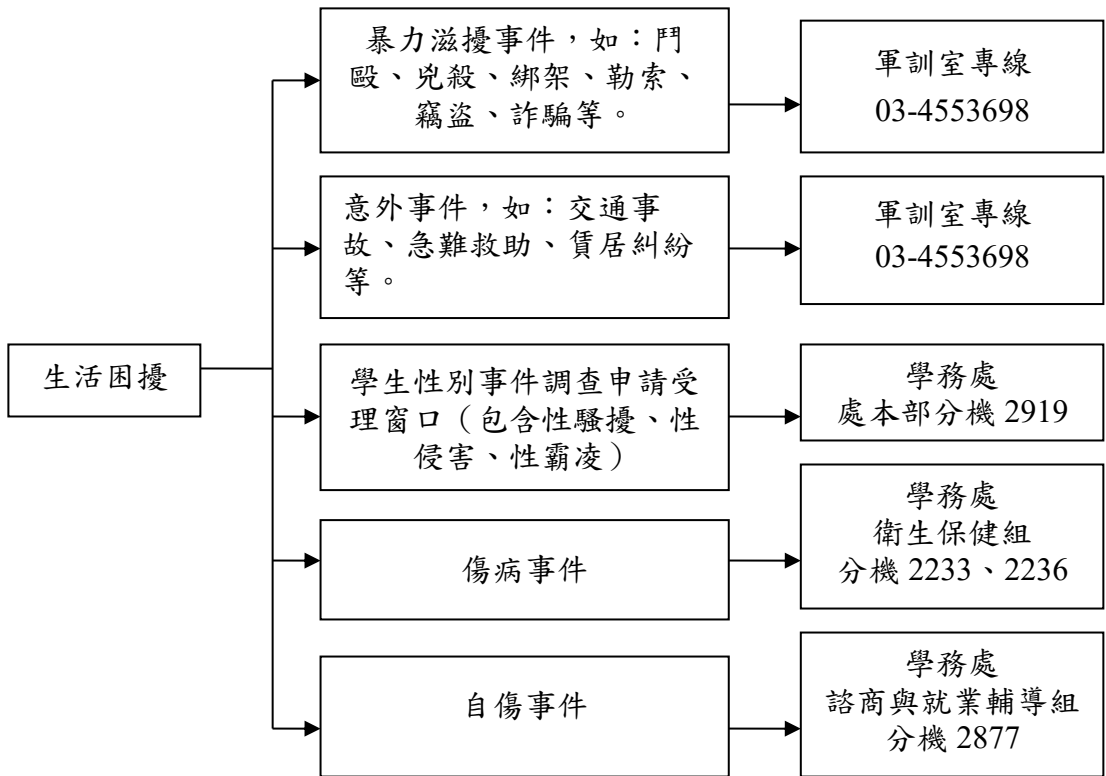 暴力滋擾事件，如：鬥
毆、兇殺、綁架、勒索、
竊盜、詐騙等。
軍訓室專線
03-4553698
意外事件，如：交通事
故、急難救助、賃居糾紛
等。
軍訓室專線
03-4553698
生活困擾
學生性別事件調查申請受
理窗口（包含性騷擾、性
侵害、性霸凌）
學務處
處本部分機 2919
傷病事件
學務處
衛生保健組
分機 2233、2236
自傷事件
學務處
諮商與就業輔導組
分機 2877